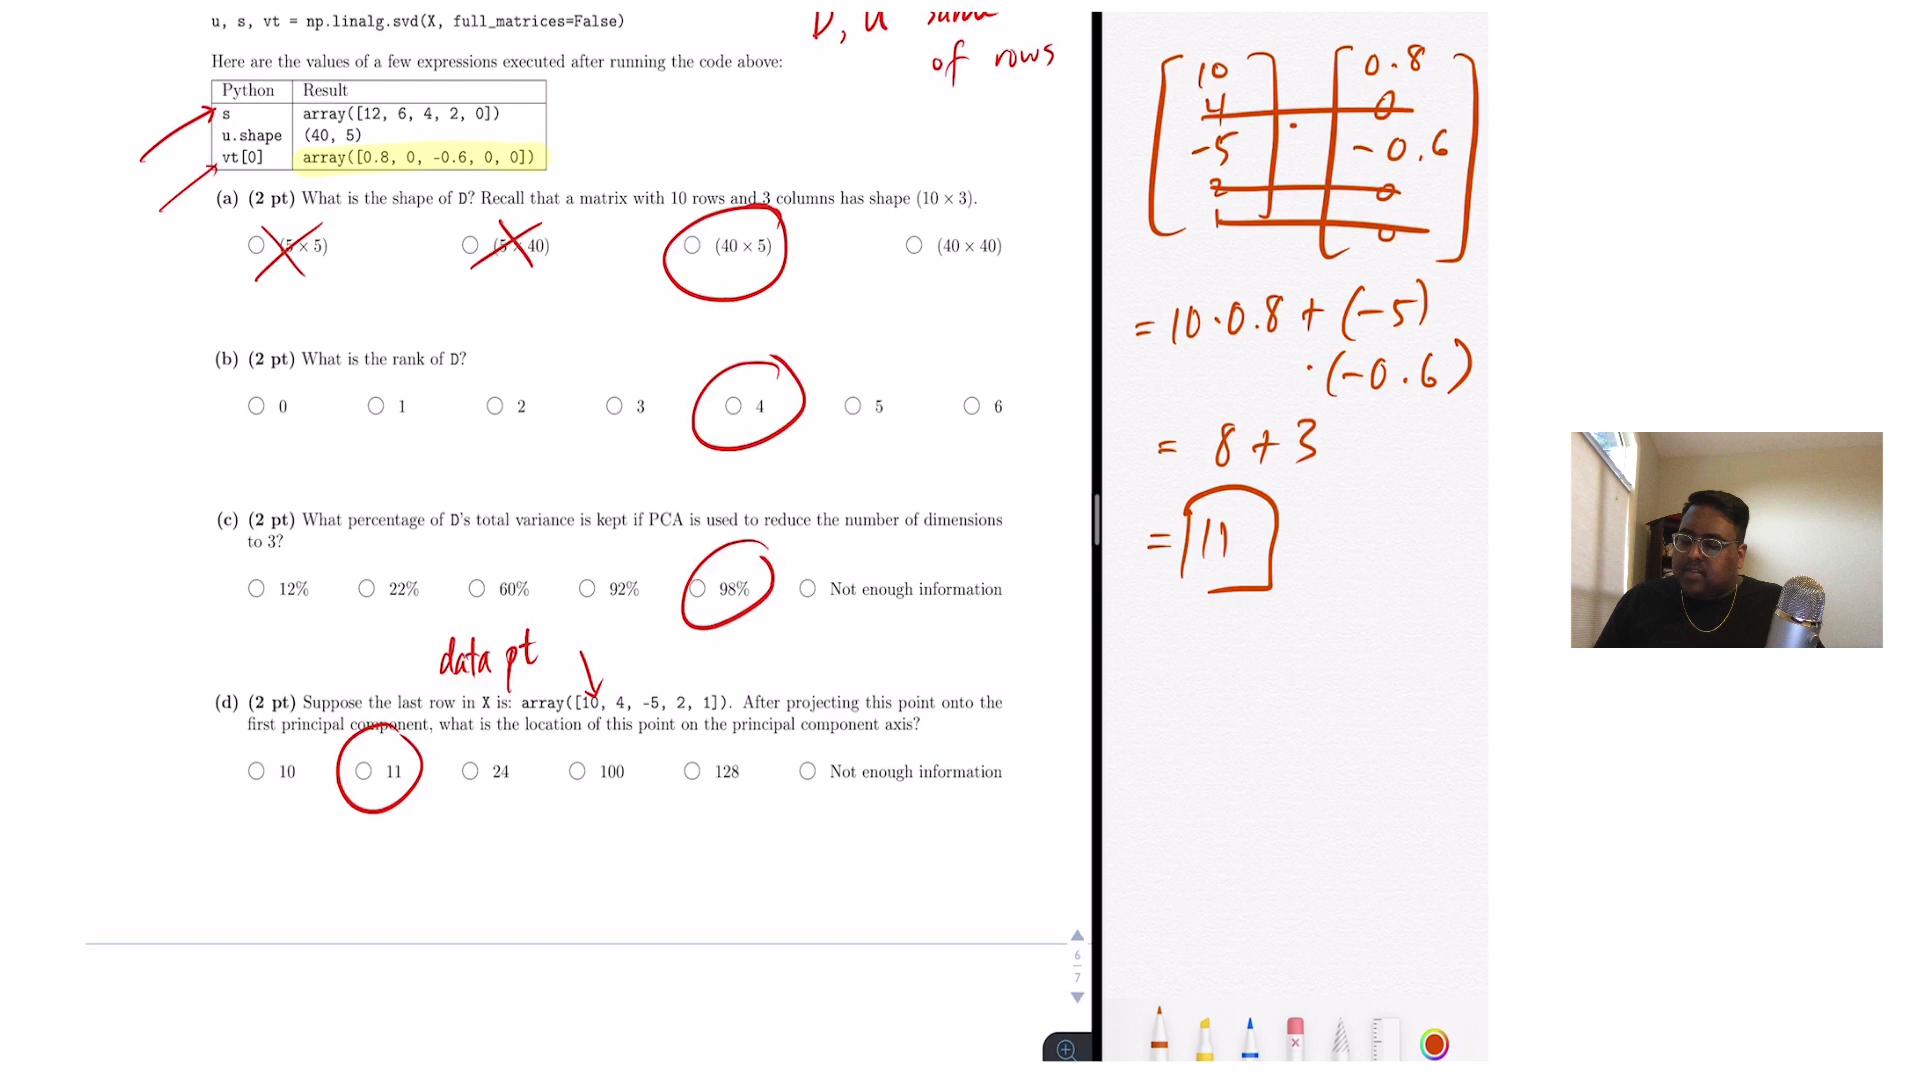 u, s, vt = np.linalg.svd(X, full_matrices=False)
D, u
of rows
Here are the values of a few expressions executed after running the code above:
Python Result
s array([12, 6, 4, 2, 0])
u.shape (40, 5)
vt[0] array([0.8, 0, -0.6, 0, 0])
(a) (2 pt) What is the shape of D? Recall that a matrix with 10 rows and 3 columns has shape (10 × 3).
(5 × 5) (5 × 40) (40 × 5) (40 × 40)
(b) (2 pt) What is the rank of D?
0 1 2 3 4 5 6
(c) (2 pt) What percentage of D's total variance is kept if PCA is used to reduce the number of dimensions
to 3?
12% 22% 60% 92% 98% Not enough information
data pt
(d) (2 pt) Suppose the last row in X is: array([10, 4, -5, 2, 1]). After projecting this point onto the
first principal component, what is the location of this point on the principal component axis?
10 11 24 100 128 Not enough information
6
7
10 0.8
4 0
-5 · -0.6
2 0
1 0
= 10·0.8 + (-5)
·(-0.6)
= 8 + 3
= 11